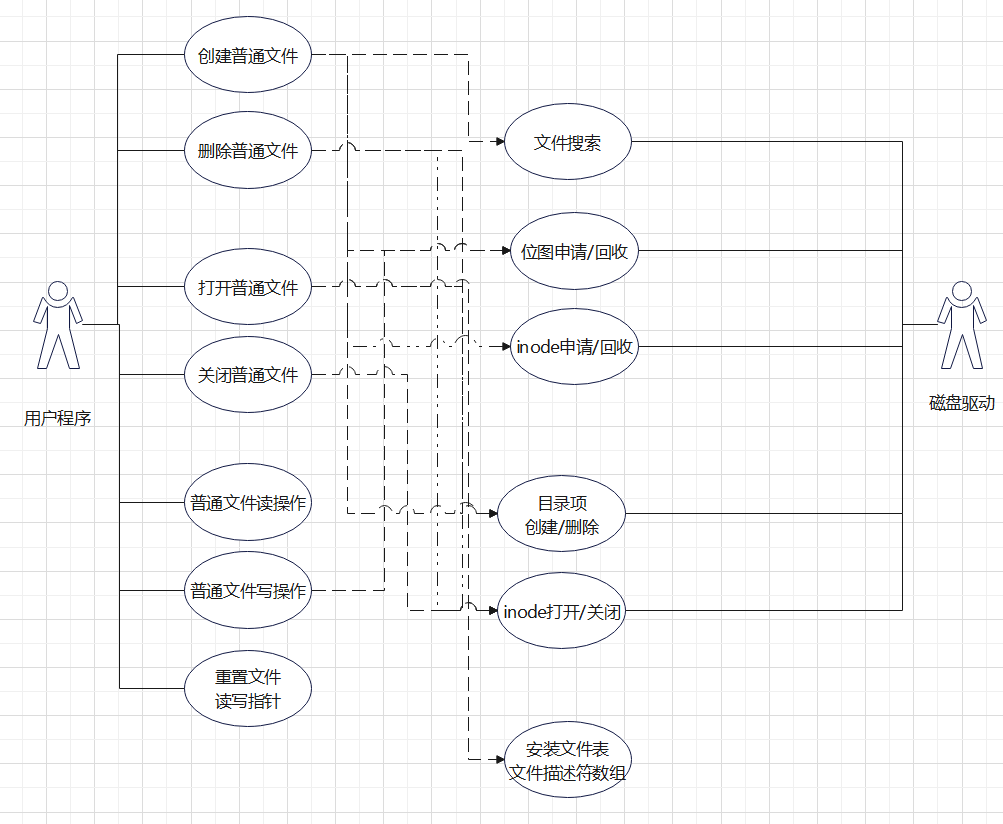 创建普通文件
删除普通文件
打开普通文件
关闭普通文件
普通文件读操作
普通文件写操作
重置文件
读写指针
用户程序
文件搜索
位图申请/回收
inode申请/回收
目录项
创建/删除
inode打开/关闭
安装文件表
文件描述符数组
磁盘驱动